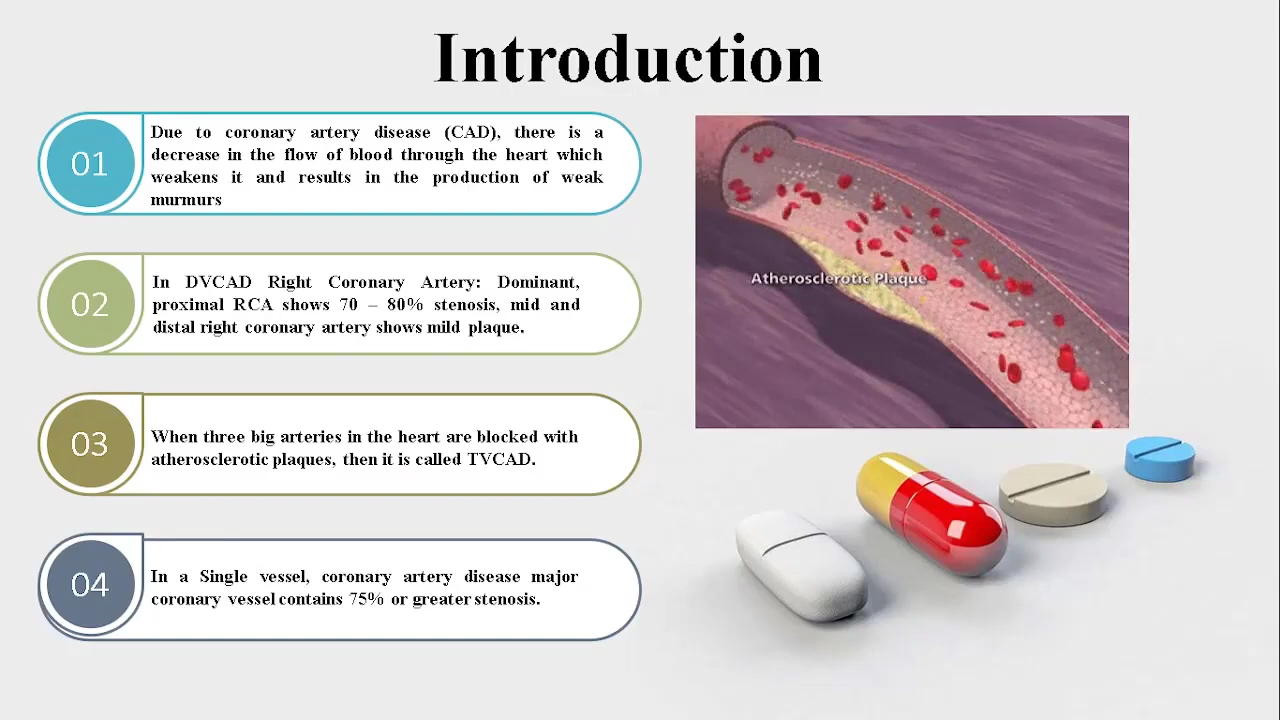 Introduction
01
Due to coronary artery disease (CAD), there is a
decrease in the flow of blood through the heart which
weakens it and results in the production of weak
murmurs
02
In DVCAD Right Coronary Artery: Dominant,
proximal RCA shows 70 – 80% stenosis, mid and
distal right coronary artery shows mild plaque.
03
When three big arteries in the heart are blocked with
atherosclerotic plaques, then it is called TVCAD.
04
In a Single vessel, coronary artery disease major
coronary vessel contains 75% or greater stenosis.
Atherosclerotic Plaque